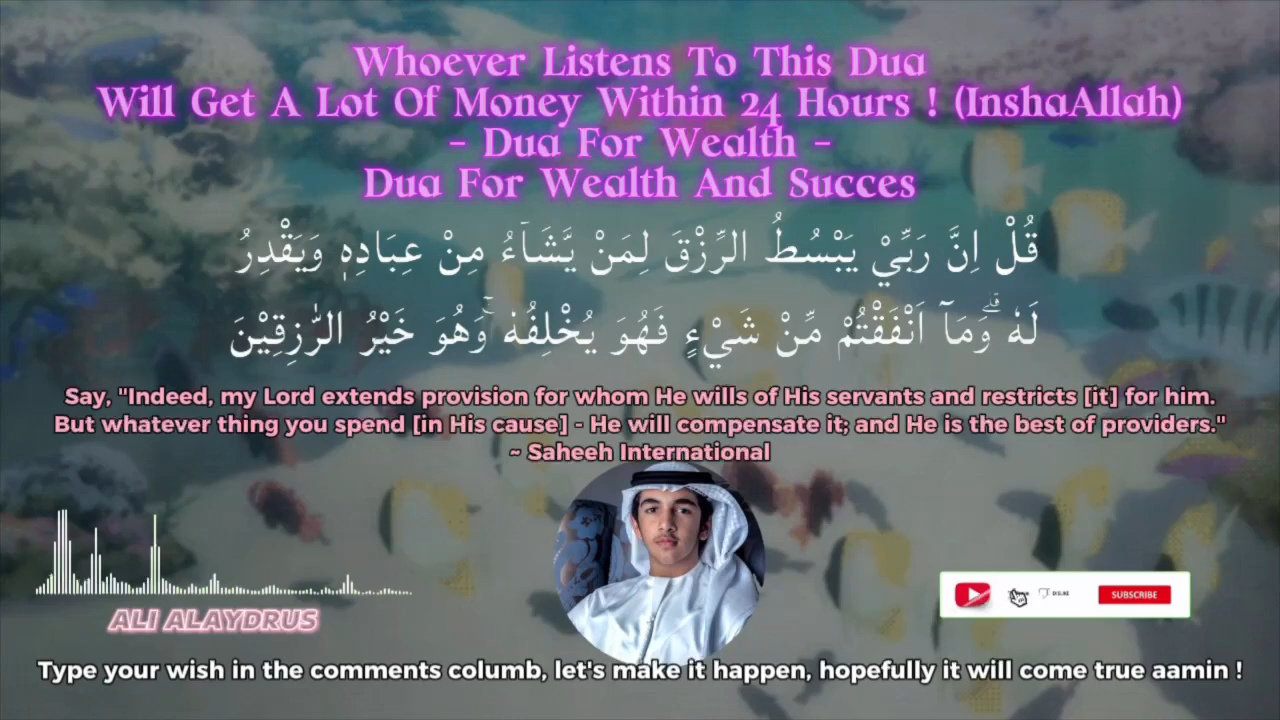 Whoever Listens To This Dua
Will Get A Lot Of Money Within 24 Hours ! (InshaAllah)
- Dua For Wealth -
Dua For Wealth And Succes
قُلْ اِنَّ رَبِّيْ يَبْسُطُ الرِّزْقَ لِمَنْ يَّشَاۤءُ مِنْ عِبَادِهٖ وَيَقْدِرُ
لَهٗ ۗوَمَآ اَنْفَقْتُمْ مِّنْ شَيْءٍ فَهُوَ يُخْلِفُهٗ ۚوَهُوَ خَيْرُ الرّٰزِقِيْنَ
Say, "Indeed, my Lord extends provision for whom He wills of His servants and restricts [it] for him.
But whatever thing you spend [in His cause] - He will compensate it; and He is the best of providers."
~ Saheeh International
SUBSCRIBE
ALI ALAYDRUS
Type your wish in the comments columb, let's make it happen, hopefully it will come true aamin !